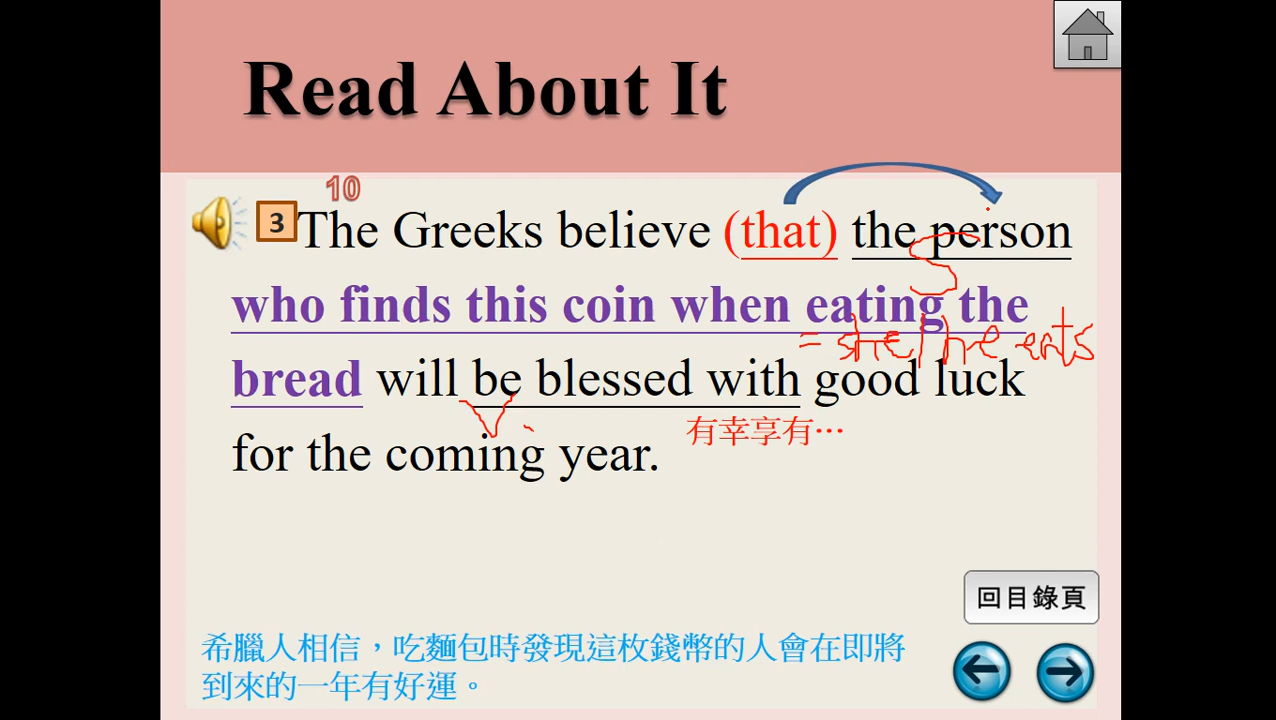 Read About It
10
3 The Greeks believe (that) the person
S
who finds this coin when eating the
= she/he eats
bread will be blessed with good luck
V
有幸享有…
for the coming year.
回目錄頁
希臘人相信，吃麵包時發現這枚錢幣的人會在即將
到來的一年有好運。